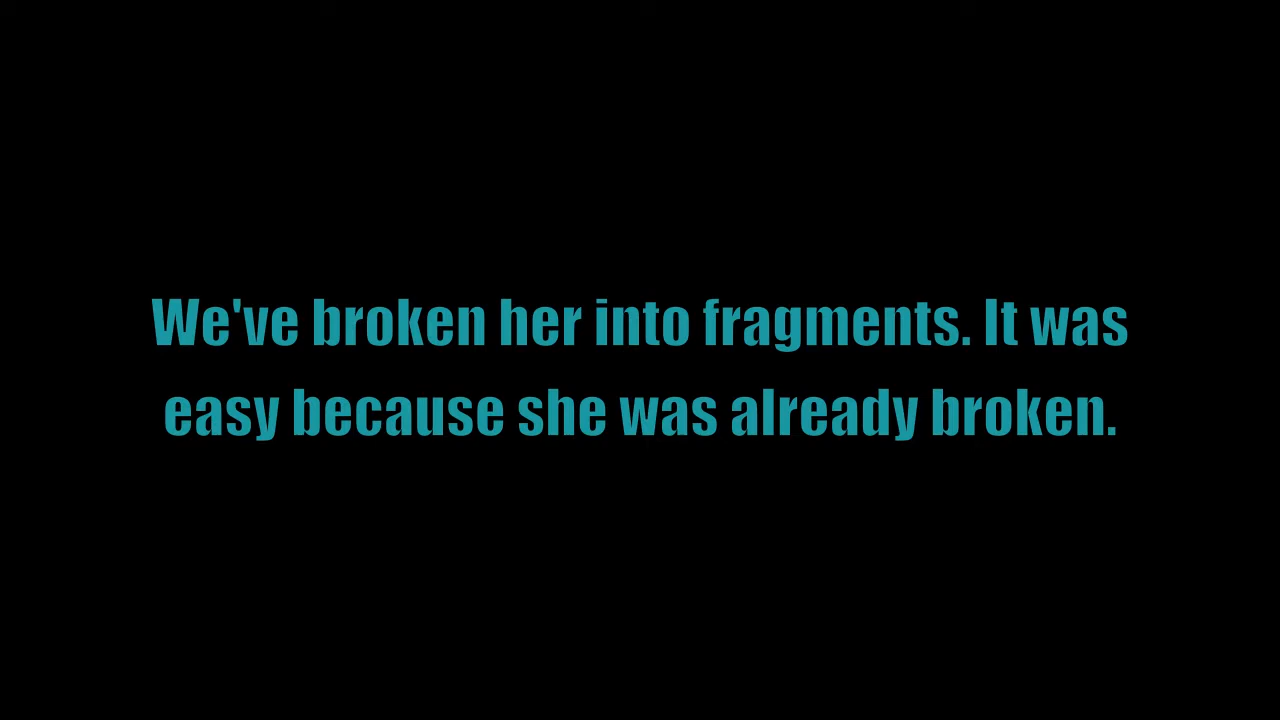 We've broken her into fragments. It was
easy because she was already broken.